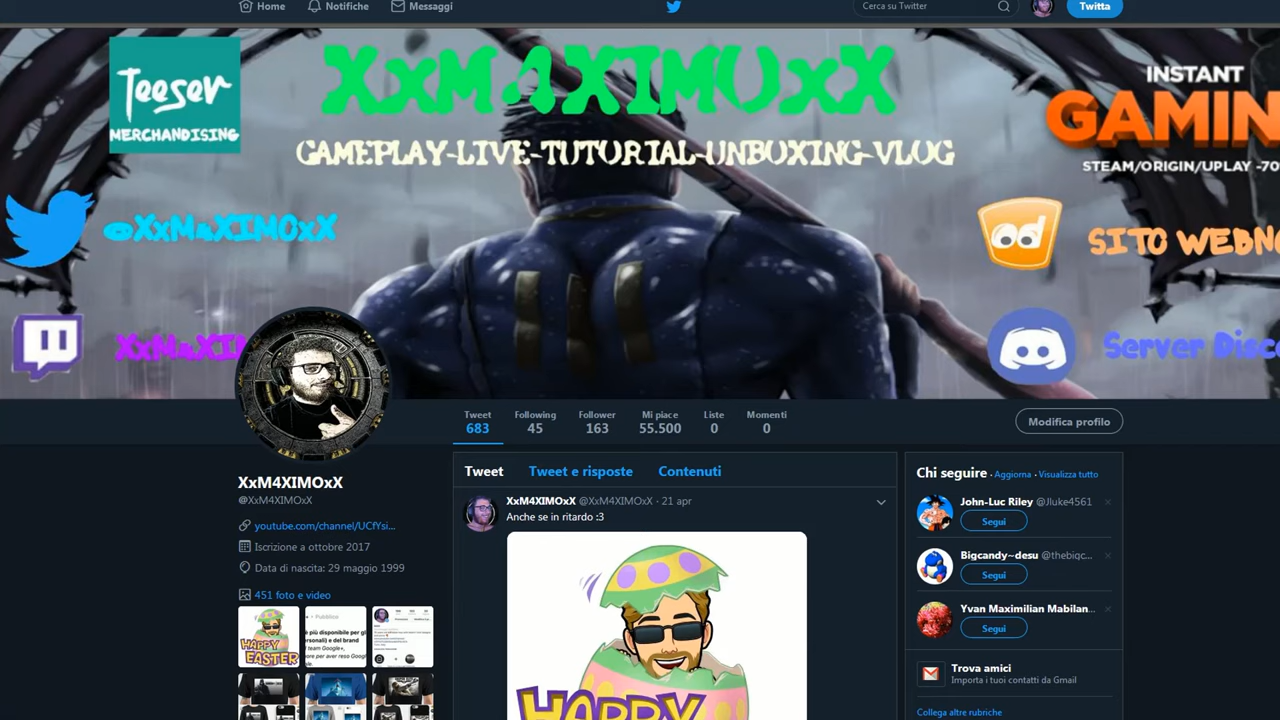 Home Notifiche Messaggi
Cerca su Twitter
Twitta
Teeser
MERCHANDISING
XxM4XIMOxX
GAMEPLAY-LIVE-TUTORIAL-UNBOXING-VLOG
INSTANT
GAMIN
STEAM/ORIGIN/UPLAY -70
@XxM4XIMOxX
SITO WEBN
XxM4XIM
Server Disc
Tweet Following Follower Mi piace Liste Momenti
683 45 163 55.500 0 0
Modifica profilo
XxM4XIMOxX
@XxM4XIMOxX
youtube.com/channel/UCfYsi...
Iscrizione a ottobre 2017
Data di nascita: 29 maggio 1999
451 foto e video
HAPPY
EASTER
Tweet Tweet e risposte Contenuti
XxM4XIMOxX @XxM4XIMOxX · 21 apr
Anche se in ritardo :3
HAPPY
Chi seguire · Aggiorna · Visualizza tutto
John-Luc Riley @Jluke4561
Segui
Bigcandy~desu @thebigc...
Segui
Yvan Maximilian Mabilan...
Segui
Trova amici
Importa i tuoi contatti da Gmail
Collega altre rubriche